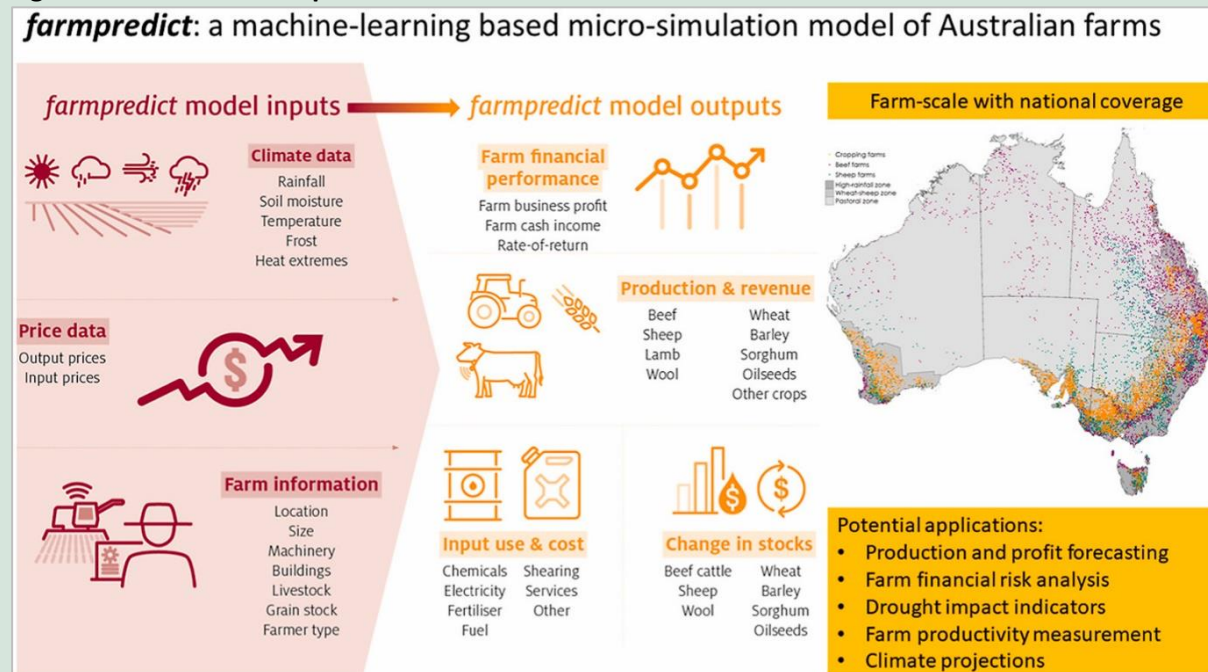 farmpredict: a machine-learning based micro-simulation model of Australian farms
farmpredict model inputs
Climate data
Rainfall
Soil moisture
Temperature
Frost
Heat extremes
Price data
Output prices
Input prices
Farm information
Location
Size
Machinery
Buildings
Livestock
Grain stock
Farmer type
farmpredict model outputs
Farm financial
performance
Farm business profit
Farm cash income
Rate-of-return
Production & revenue
Beef
Sheep
Lamb
Wool
Wheat
Barley
Sorghum
Oilseeds
Other crops
Input use & cost
Chemicals
Electricity
Fertiliser
Fuel
Shearing
Services
Other
Change in stocks
Beef cattle
Sheep
Wool
Wheat
Barley
Sorghum
Oilseeds
Farm-scale with national coverage
Cropping farms
Beef farms
Sheep farms
High-rainfall zone
Wheat-sheep zone
Pastoral zone
Potential applications:
• Production and profit forecasting
• Farm financial risk analysis
• Drought impact indicators
• Farm productivity measurement
• Climate projections